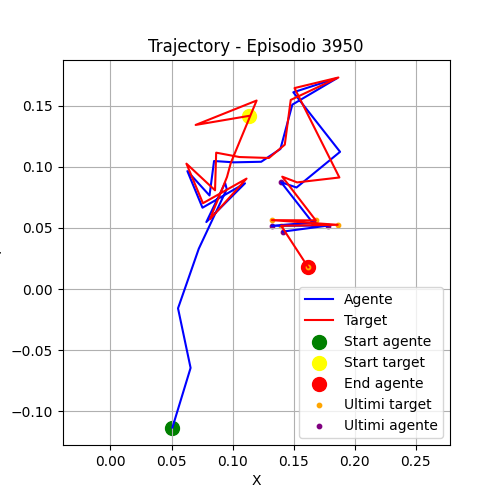 Trajectory - Episodio 3950
0.15
0.10
0.05
0.00
−0.05
−0.10
0.00 0.05 0.10 0.15 0.20 0.25
X
Agente
Target
Start agente
Start target
End agente
Ultimi target
Ultimi agente